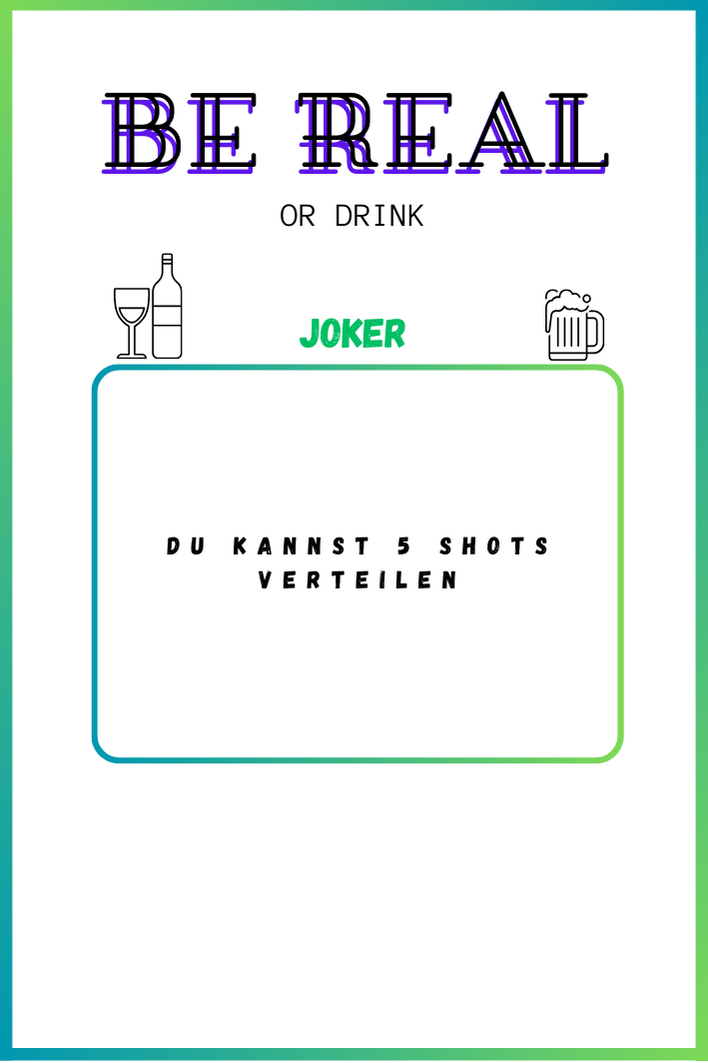 BE REAL
OR DRINK
JOKER
DU KANNST 5 SHOTS
VERTEILEN